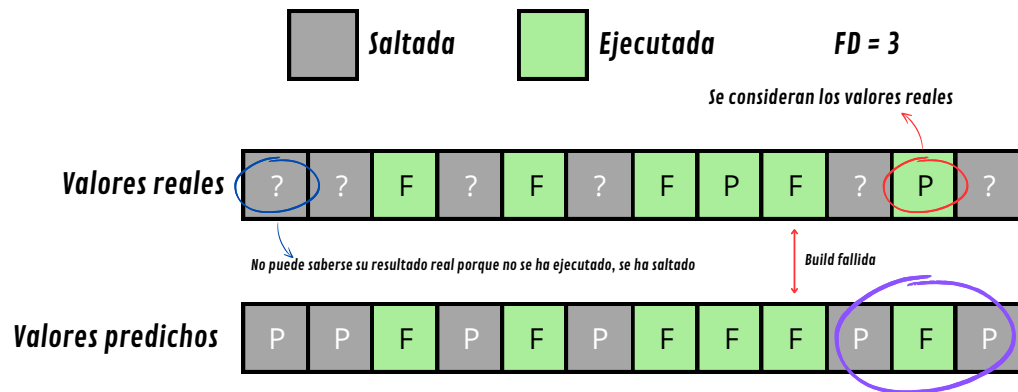 Saltada
Ejecutada
FD = 3
Se consideran los valores reales
Valores reales
? ? F ? F ? F P F ? P ?
No puede saberse su resultado real porque no se ha ejecutado, se ha saltado
Build fallida
Valores predichos
P P F P F P F F F P F P